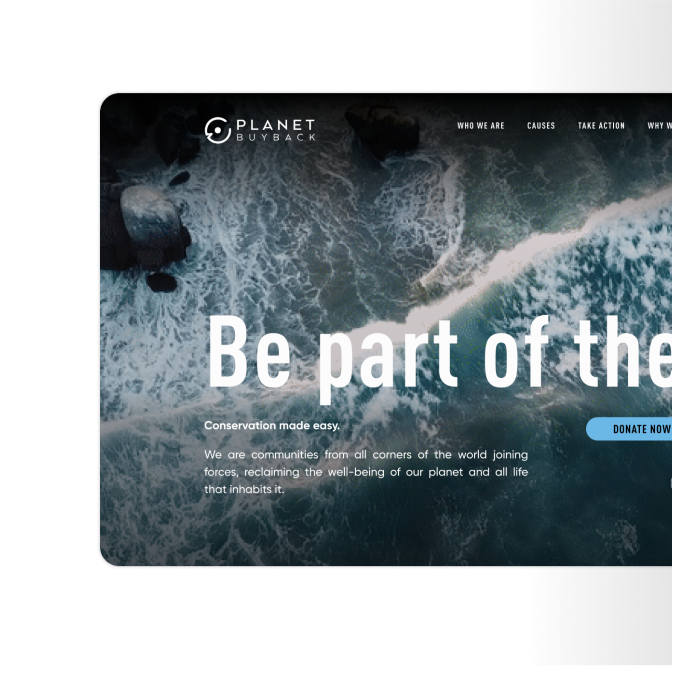 PLANET
BUYBACK
WHO WE ARE
CAUSES
TAKE ACTION
WHY W
Be part of the
Conservation made easy.
DONATE NOW
We are communities from all corners of the world joining
forces, reclaiming the well-being of our planet and all life
that inhabits it.